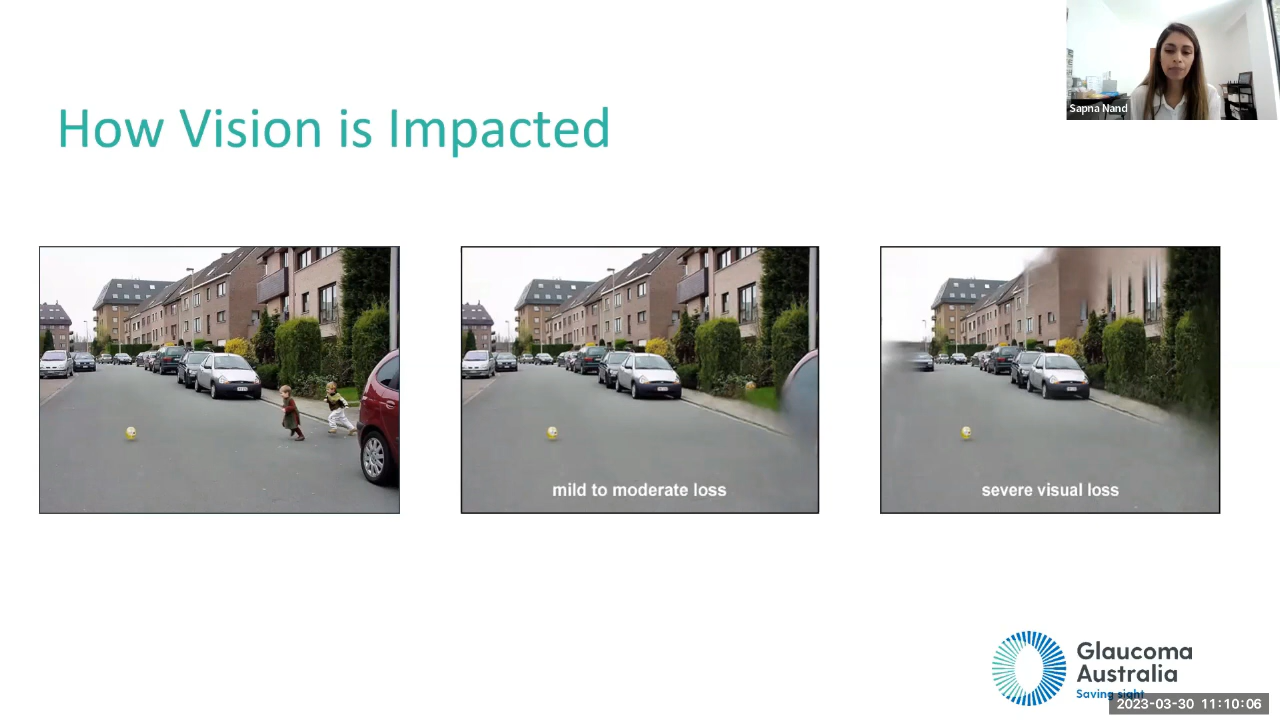 Sapna Nand
How Vision is Impacted
mild to moderate loss
severe visual loss
Glaucoma
Australia
Saving sight
2023-03-30 11:10:06